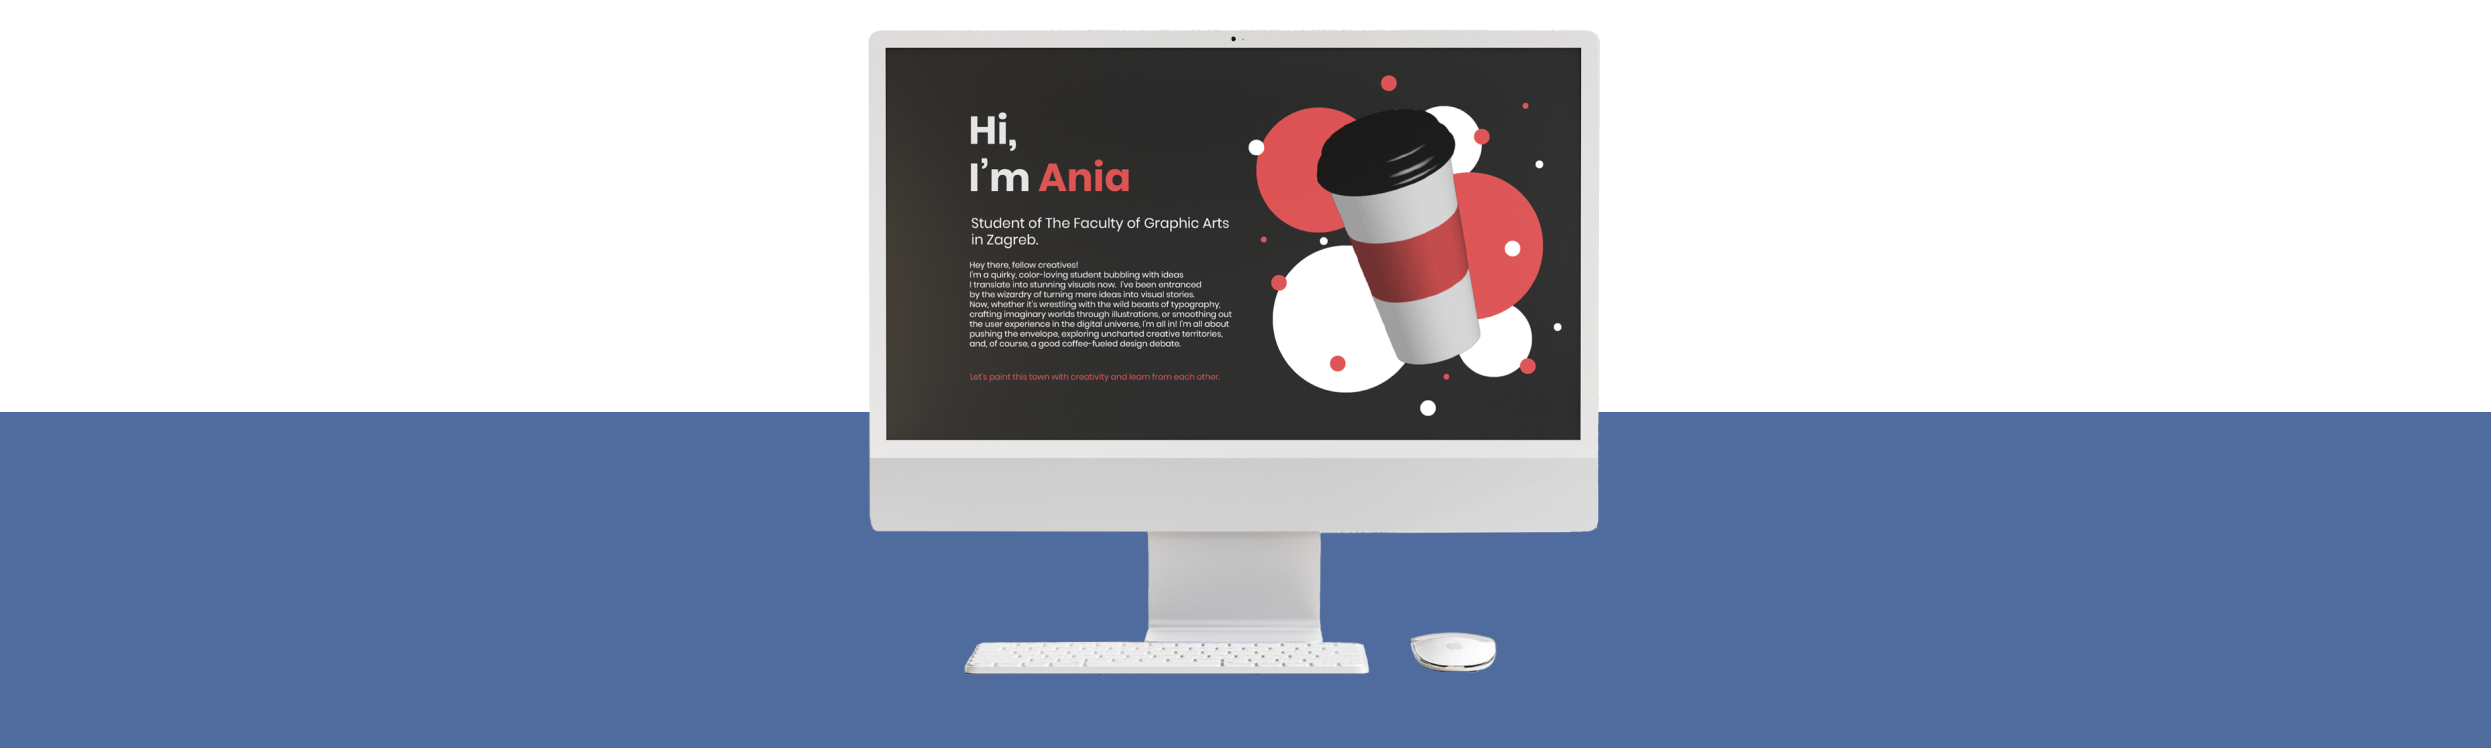 Hi,
I'm Ania
Student of The Faculty of Graphic Arts
in Zagreb.
Hey there, fellow creatives!
I'm a quirky, color-loving student bubbling with ideas
I translate into stunning visuals now. I've been entranced
by the wizardry of turning mere ideas into visual stories.
Now, whether it's wrestling with the wild beasts of typography,
crafting imaginary worlds through illustrations, or smoothing out
the user experience in the digital universe, I'm all in! I'm all about
pushing the envelope, exploring uncharted creative territories,
and, of course, a good coffee-fueled design debate.
Let's paint this town with creativity and learn from each other.